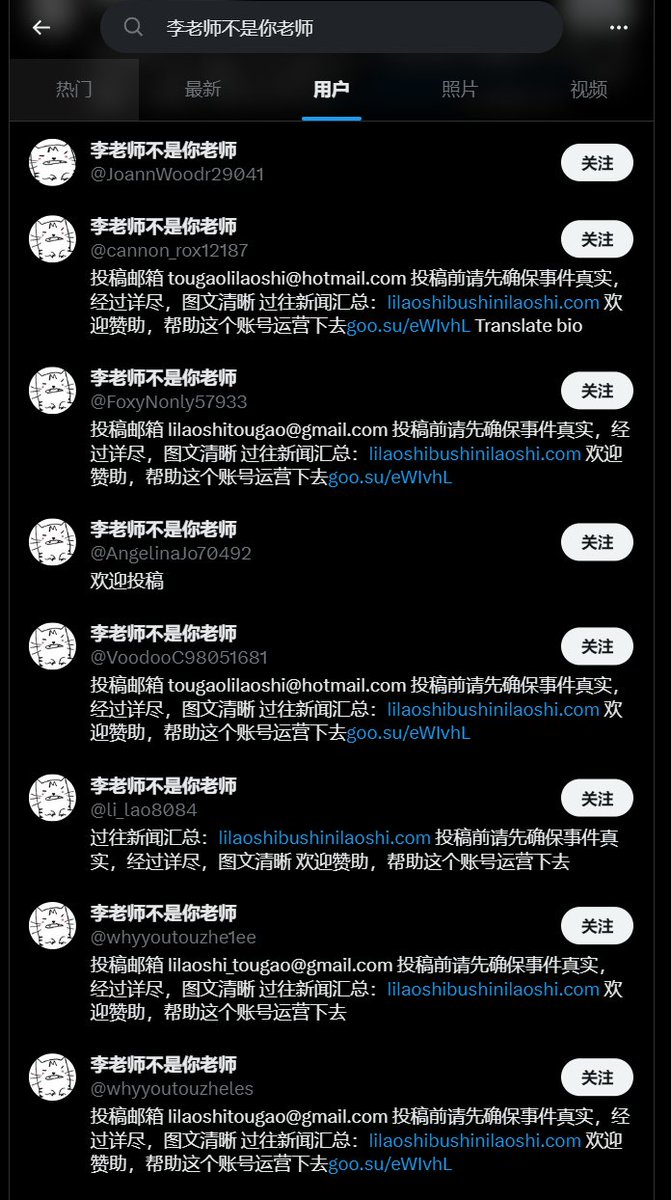 李老师不是你老师
热门
最新
用户
照片
视频
李老师不是你老师
@JoannWoodr29041
关注
李老师不是你老师
@cannon_rox12187
关注
投稿邮箱 tougaolilaoshi@hotmail.com 投稿前请先确保事件真实，
经过详尽，图文清晰 过往新闻汇总：lilaoshibushinilaoshi.com 欢
迎赞助，帮助这个账号运营下去goo.su/eWIvhL Translate bio
李老师不是你老师
@FoxyNonly57933
关注
投稿邮箱 lilaoshitougao@gmail.com 投稿前请先确保事件真实，经
过详尽，图文清晰 过往新闻汇总：lilaoshibushinilaoshi.com 欢迎
赞助，帮助这个账号运营下去goo.su/eWIvhL
李老师不是你老师
@AngelinaJo70492
关注
欢迎投稿
李老师不是你老师
@VoodooC98051681
关注
投稿邮箱 tougaolilaoshi@hotmail.com 投稿前请先确保事件真实，
经过详尽，图文清晰 过往新闻汇总：lilaoshibushinilaoshi.com 欢
迎赞助，帮助这个账号运营下去goo.su/eWIvhL
李老师不是你老师
@li_lao8084
关注
过往新闻汇总：lilaoshibushinilaoshi.com 投稿前请先确保事件真
实，经过详尽，图文清晰 欢迎赞助，帮助这个账号运营下去
李老师不是你老师
@whyyoutouzhe1ee
关注
投稿邮箱 lilaoshi_tougao@gmail.com 投稿前请先确保事件真实，
经过详尽，图文清晰 过往新闻汇总：lilaoshibushinilaoshi.com 欢
迎赞助，帮助这个账号运营下去
李老师不是你老师
@whyyoutouzheles
关注
投稿邮箱 lilaoshitougao@gmail.com 投稿前请先确保事件真实，经
过详尽，图文清晰 过往新闻汇总：lilaoshibushinilaoshi.com 欢迎
赞助，帮助这个账号运营下去goo.su/eWIvhL